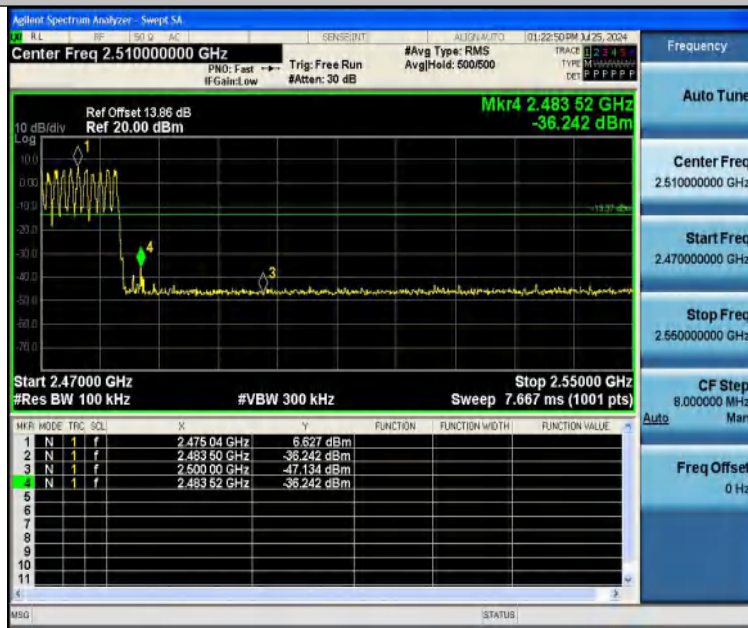 Agilent Spectrum Analyzer - Swept SA
RL RF 50 Ω AC SENSE:INT ALIGN AUTO 01:22:50 PM Jul 25, 2024
Center Freq 2.510000000 GHz
PNO: Fast
IFGain:Low
Trig: Free Run
#Atten: 30 dB
#Avg Type: RMS
Avg|Hold: 500/500
TRACE 1 2 3 4 5
TYPE M
DET P P P P P P
Mkr4 2.483 52 GHz
-36.242 dBm
Ref Offset 13.86 dB
10 dB/div Ref 20.00 dBm
Log
10.0
0.00
-10.0
-20.0
-30.0
-40.0
-50.0
-60.0
-70.0
1
4
3
Start 2.47000 GHz Stop 2.55000 GHz
#Res BW 100 kHz #VBW 300 kHz Sweep 7.667 ms (1001 pts)
MKR MODE TRC SCL X Y FUNCTION FUNCTION WIDTH FUNCTION VALUE
1 N 1 f 2.475 04 GHz 6.627 dBm
2 N 1 f 2.483 50 GHz -36.242 dBm
3 N 1 f 2.500 00 GHz -47.134 dBm
4 N 1 f 2.483 52 GHz -36.242 dBm
5
6
7
8
9
10
11
MSG STATUS
Frequency
Auto Tune
Center Freq
2.510000000 GHz
Start Freq
2.470000000 GHz
Stop Freq
2.550000000 GHz
CF Step
8.000000 MHz
Auto Man
Freq Offset
0 Hz